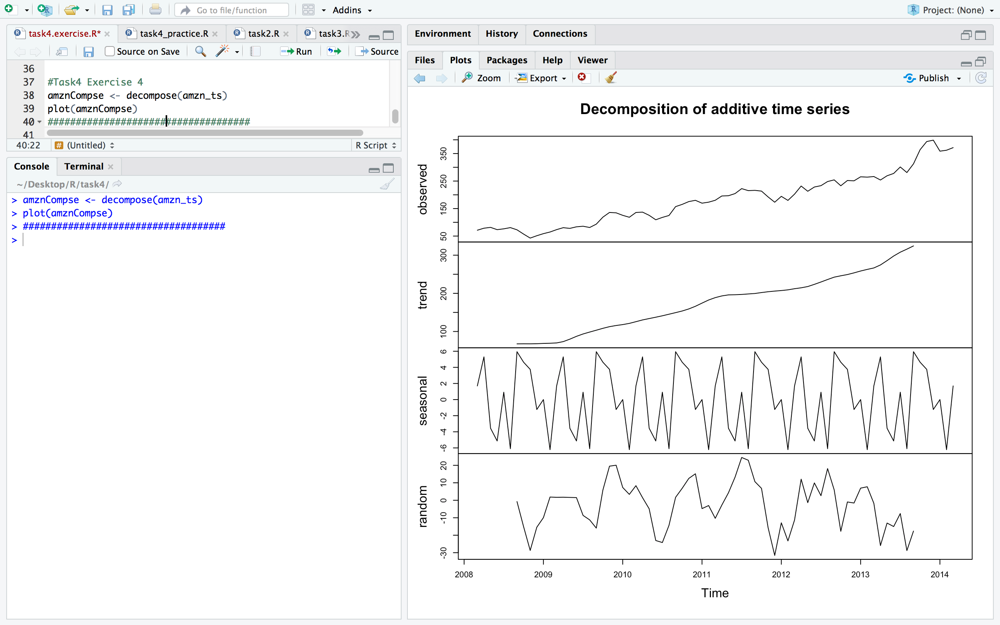 Go to file/function
Addins
Project: (None)
task4.exercise.R*
task4_practice.R
task2.R
task3.R
Source on Save
Run
Source
36
37 #Task4 Exercise 4
38 amznCompse <- decompose(amzn_ts)
39 plot(amznCompse)
40 ####################################
41
40:22
# (Untitled)
R Script
Console
Terminal
~/Desktop/R/task4/
> amznCompse <- decompose(amzn_ts)
> plot(amznCompse)
> ####################################
>
Environment
History
Connections
Files
Plots
Packages
Help
Viewer
Zoom
Export
Publish
Decomposition of additive time series
observed
350
250
150
50
trend
300
200
100
seasonal
6
4
2
0
-2
-4
-6
random
20
10
0
-10
-30
2008 2009 2010 2011 2012 2013 2014
Time